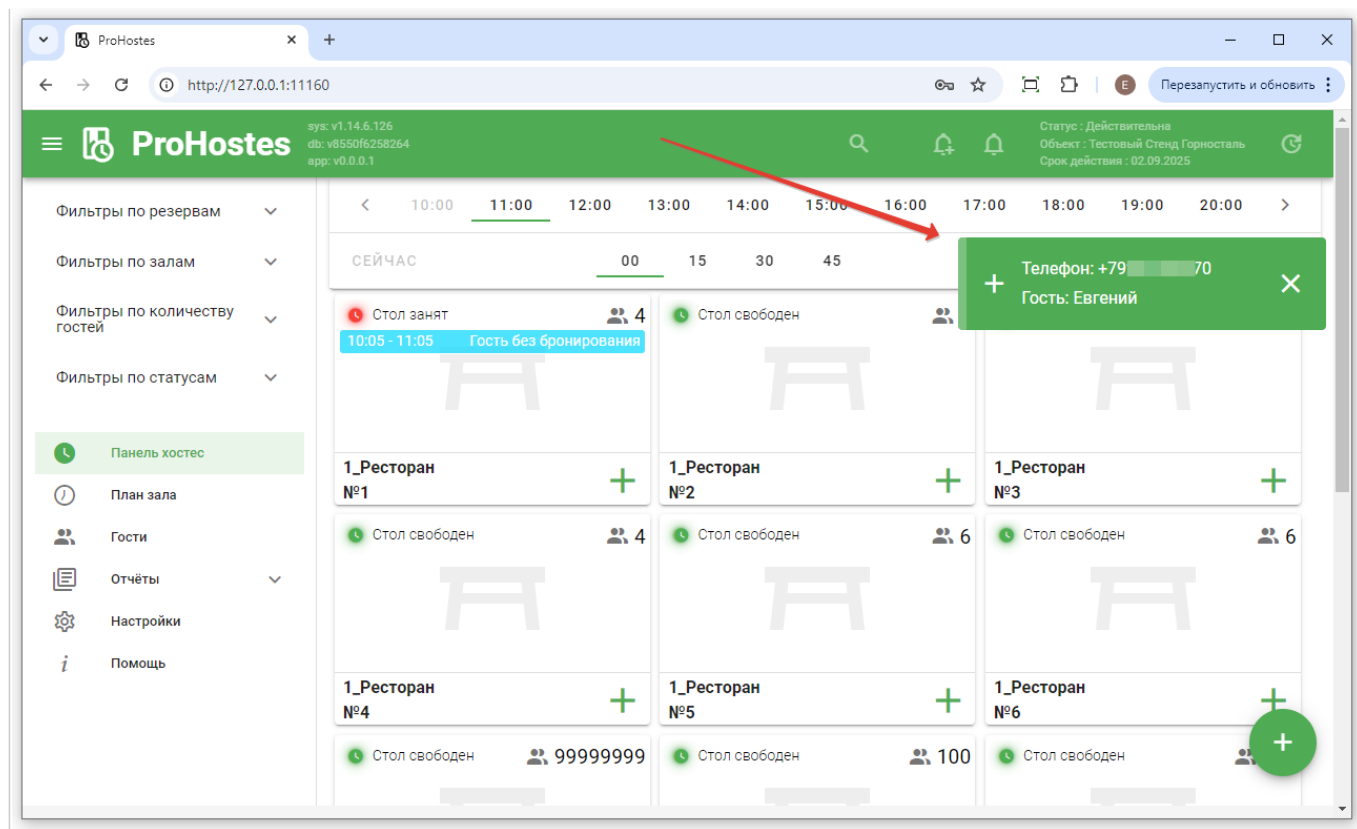 ProHostes
http://127.0.0.1:11160
E
Перезапустить и обновить
ProHostes
sys: v1.14.6.126
db: v8550f6258264
app: v0.0.0.1
Статус : Действительна
Объект : Тестовый Стенд Горносталь
Срок действия : 02.09.2025
Фильтры по резервам
Фильтры по залам
Фильтры по количеству
гостей
Фильтры по статусам
Панель хостес
План зала
Гости
Отчёты
Настройки
Помощь
10:00 11:00 12:00 13:00 14:00 15:00 16:00 17:00 18:00 19:00 20:00
СЕЙЧАС 00 15 30 45
Телефон: +79 70
Гость: Евгений
Стол занят 4
10:05 - 11:05 Гость без бронирования
1_Ресторан
№1
Стол свободен
1_Ресторан
№2
1_Ресторан
№3
Стол свободен 4
1_Ресторан
№4
Стол свободен 6
1_Ресторан
№5
Стол свободен 6
1_Ресторан
№6
Стол свободен 99999999
Стол свободен 100
Стол свободен